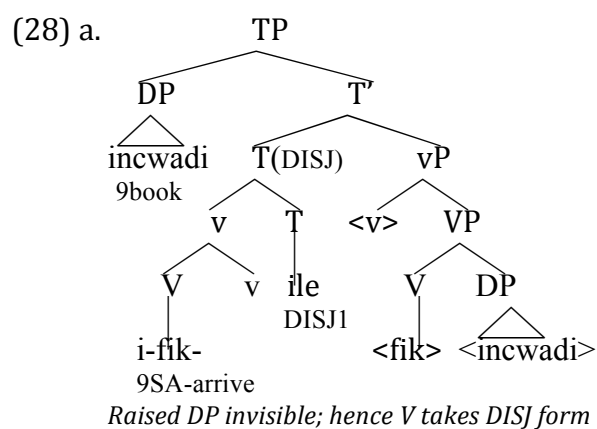 (28) a. TP
DP T’
incwadi T(DISJ) vP
9book
v T <v> VP
V v ile V DP
DISJ1
i-fik- <fik> <incwadi>
9SA-arrive
Raised DP invisible; hence V takes DISJ form